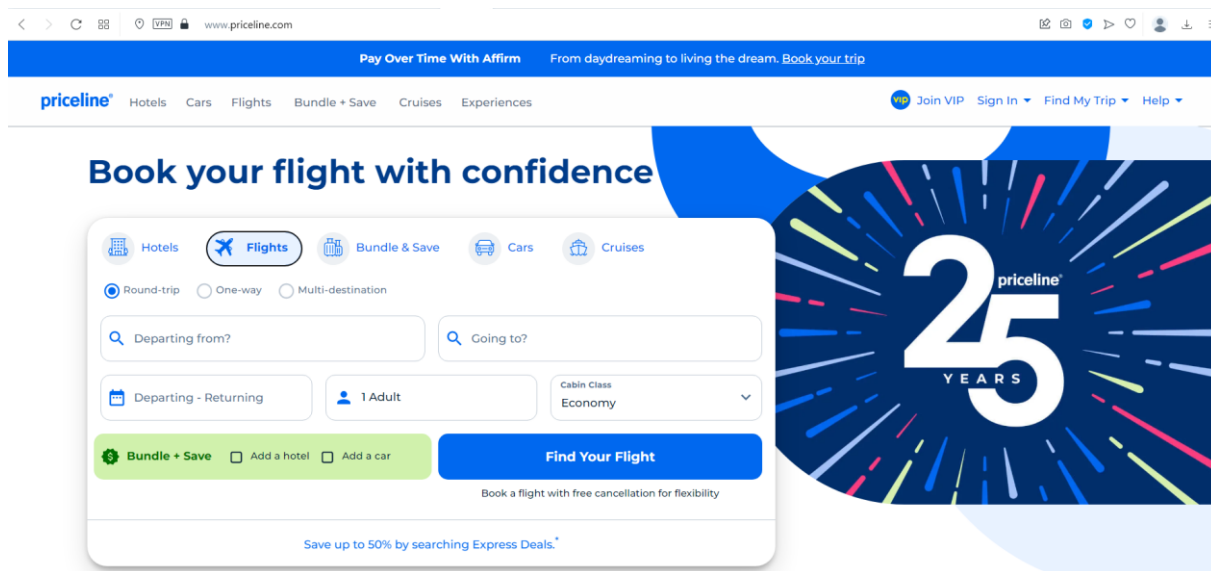 VPN www.priceline.com
Pay Over Time With Affirm From daydreaming to living the dream. Book your trip
priceline® Hotels Cars Flights Bundle + Save Cruises Experiences VIP Join VIP Sign In Find My Trip Help
Book your flight with confidence
Hotels Flights Bundle & Save Cars Cruises
Round-trip One-way Multi-destination
Departing from? Going to?
Departing - Returning 1 Adult Cabin Class
Economy
Bundle + Save Add a hotel Add a car Find Your Flight
Book a flight with free cancellation for flexibility
Save up to 50% by searching Express Deals.*
priceline®
25
YEARS